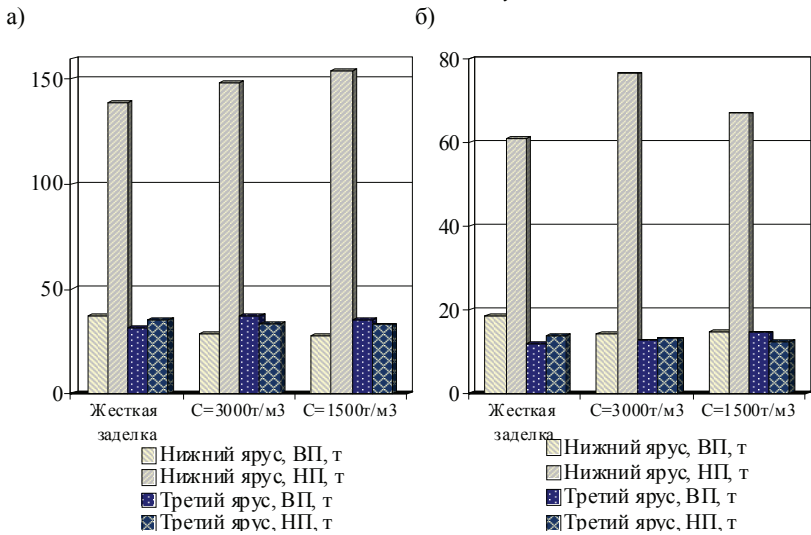 а)
150
100
50
0
Жесткая
заделка
С=3000т/м3
С=1500т/м3
Нижний ярус, ВП, т
Нижний ярус, НП, т
Третий ярус, ВП, т
Третий ярус, НП, т
б)
80
60
40
20
0
Жесткая
заделка
С=3000т/м3
С=1500т/м3
Нижний ярус, ВП, т
Нижний ярус, НП, т
Третий ярус, ВП, т
Третий ярус, НП, т